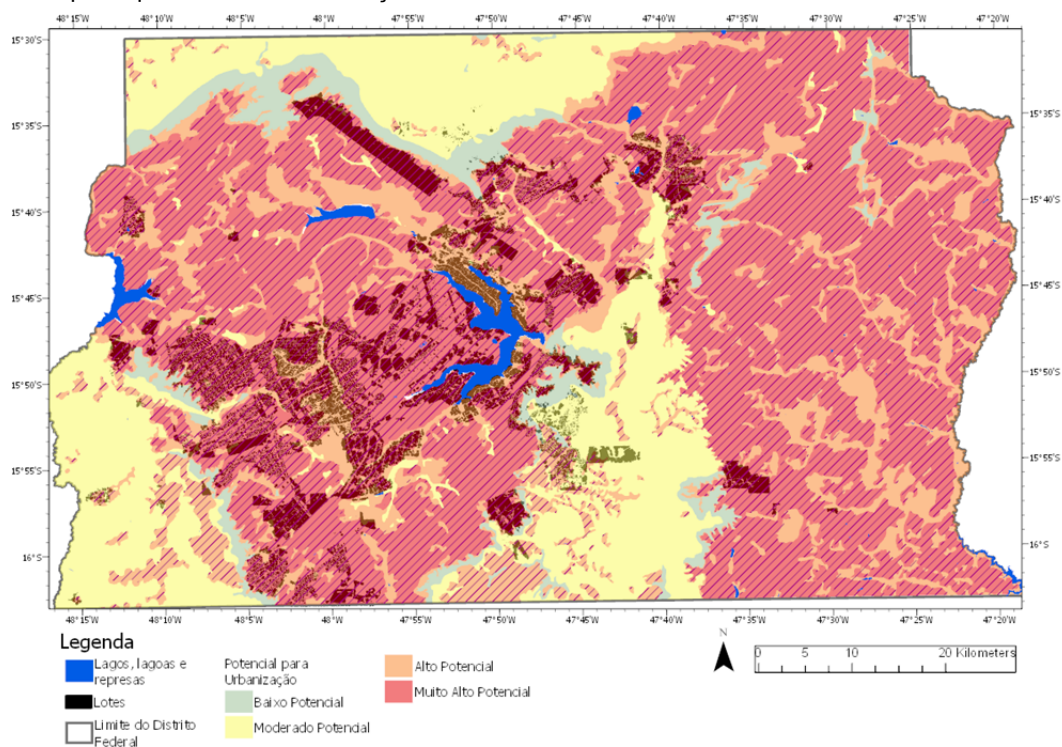 48°15'W 48°10'W 48°5'W 48°W 47°55'W 47°50'W 47°45'W 47°40'W 47°35'W 47°30'W 47°25'W 47°20'W
15°30'S 15°30'S
15°35'S 15°35'S
15°40'S 15°40'S
15°45'S 15°45'S
15°50'S 15°50'S
15°55'S 15°55'S
16°S 16°S
48°15'W 48°10'W 48°5'W 48°W 47°55'W 47°50'W 47°45'W 47°40'W 47°35'W 47°30'W 47°25'W 47°20'W
Legenda
Lagos, lagoas e
represas
Lotes
Limite do Distrito
Federal
Potencial para
Urbanização
Baixo Potencial
Moderado Potencial
Alto Potencial
Muito Alto Potencial
N
0 5 10 20 Kilometers